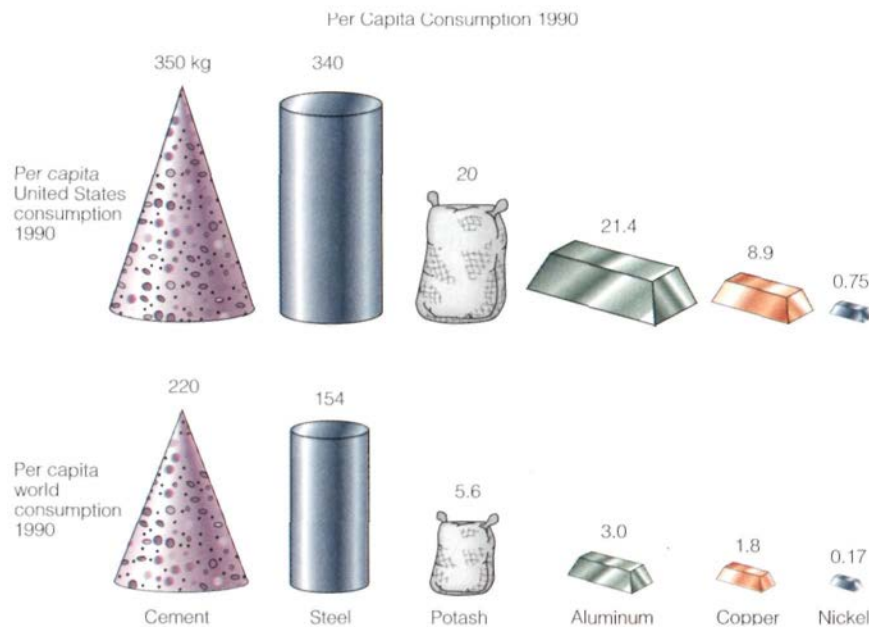 Per Capita Consumption 1990
350 kg
340
20
21.4
8.9
0.75
Per capita
United States
consumption
1990
220
154
5.6
3.0
1.8
0.17
Per capita
world
consumption
1990
Cement
Steel
Potash
Aluminum
Copper
Nickel